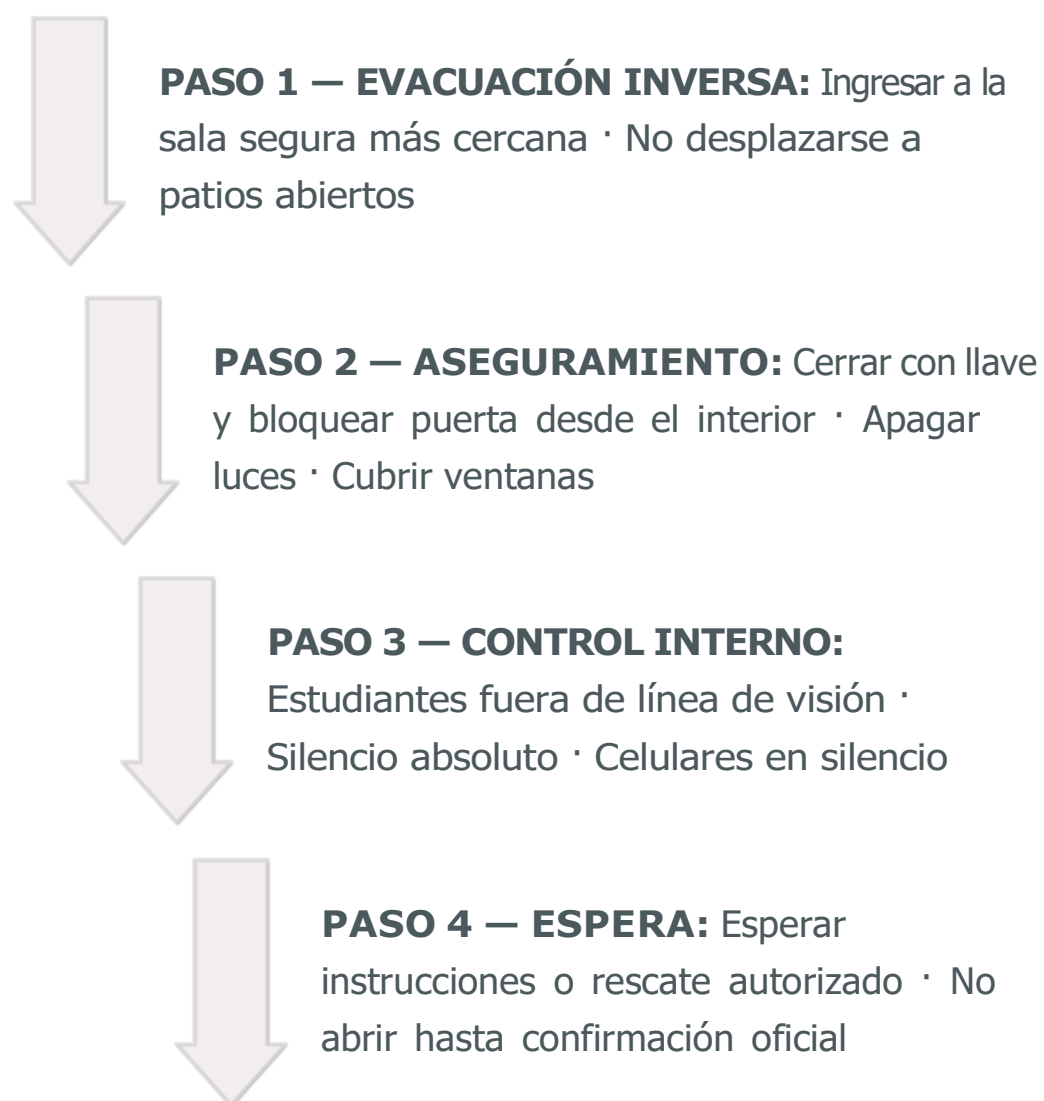 PASO 1 — EVACUACIÓN INVERSA: Ingresar a la
sala segura más cercana · No desplazarse a
patios abiertos
PASO 2 — ASEGURAMIENTO: Cerrar con llave
y bloquear puerta desde el interior · Apagar
luces · Cubrir ventanas
PASO 3 — CONTROL INTERNO:
Estudiantes fuera de línea de visión ·
Silencio absoluto · Celulares en silencio
PASO 4 — ESPERA: Esperar
instrucciones o rescate autorizado · No
abrir hasta confirmación oficial